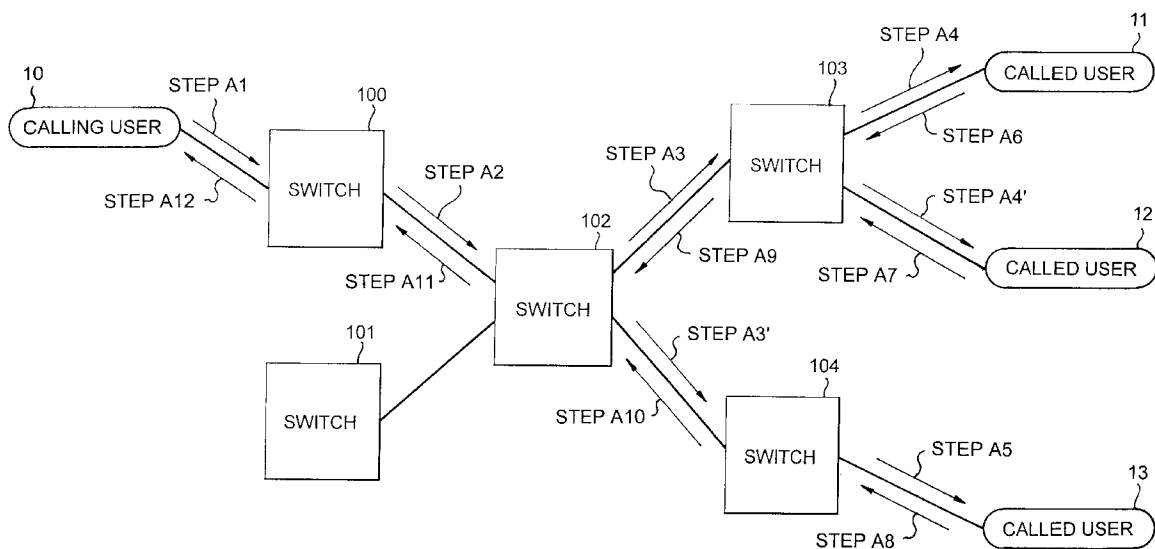 10
CALLING USER
STEP A1
STEP A12
100
SWITCH
STEP A2
STEP A11
101
SWITCH
102
SWITCH
STEP A3
STEP A9
STEP A3'
STEP A10
103
SWITCH
STEP A4
STEP A6
STEP A4'
STEP A7
11
CALLED USER
12
CALLED USER
104
SWITCH
STEP A5
STEP A8
13
CALLED USER